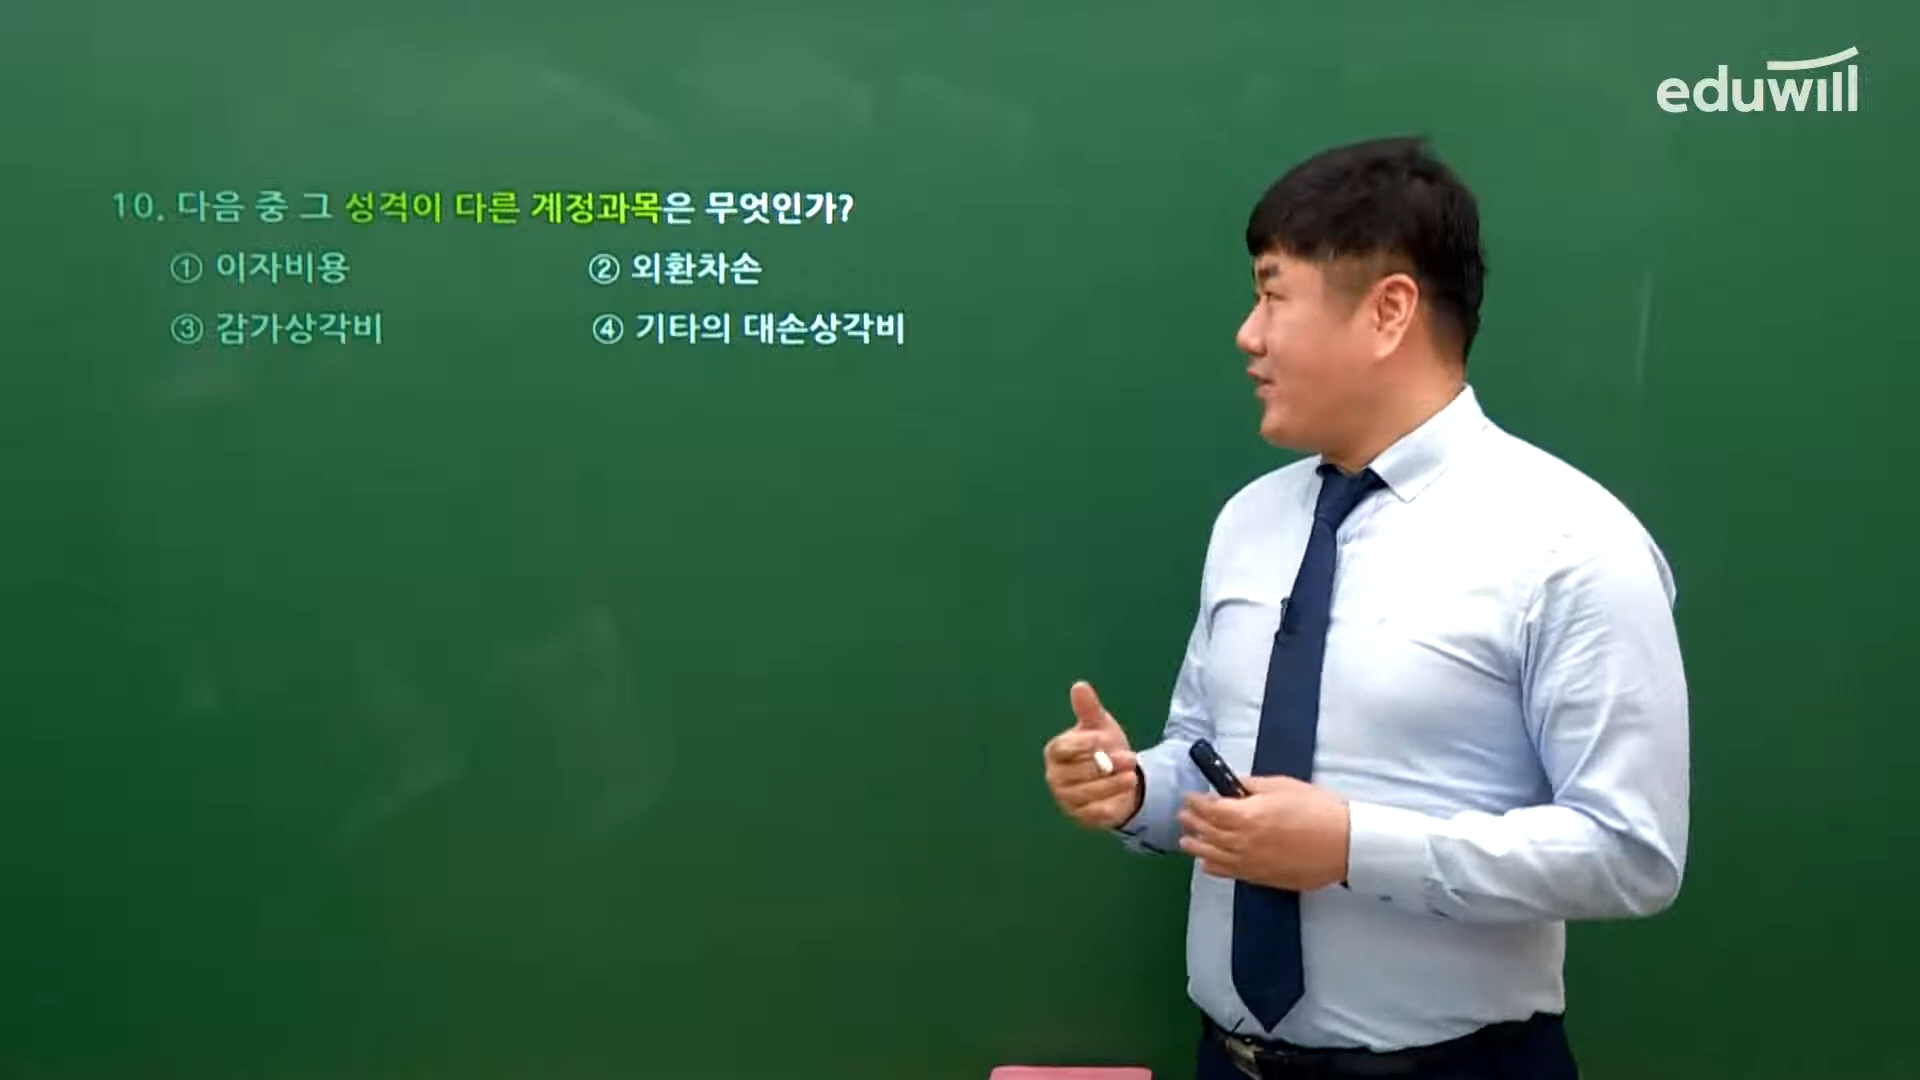 eduwill
10. 다음 중 그 성격이 다른 계정과목은 무엇인가?
① 이자비용 ② 외환차손
③ 감가상각비 ④ 기타의 대손상각비